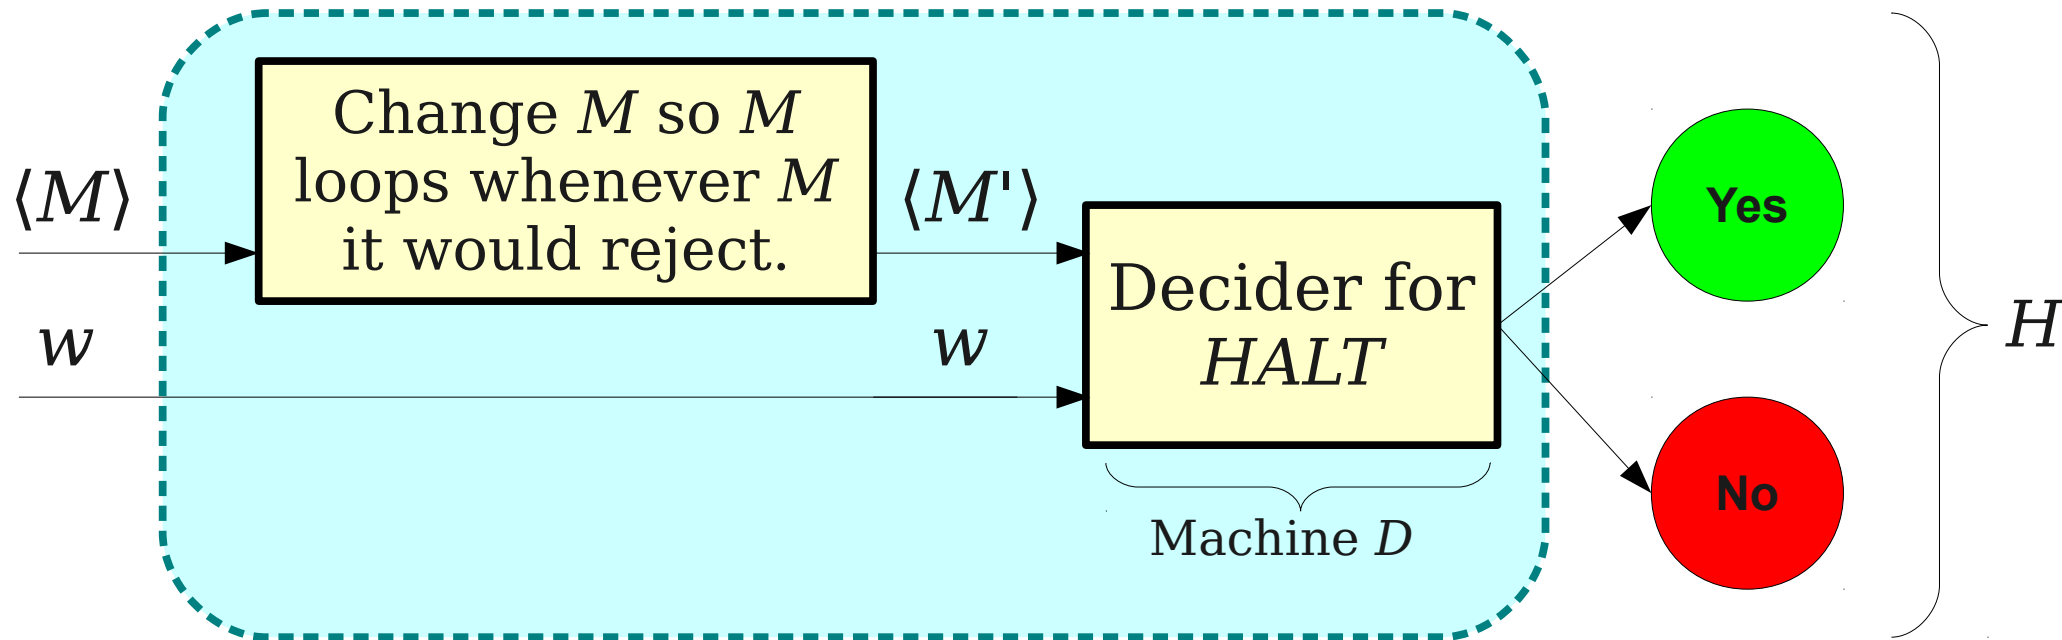 Change M so M
loops whenever M
it would reject.
⟨M⟩
w
⟨M'⟩
w
Decider for
HALT
Machine D
Yes
No
H